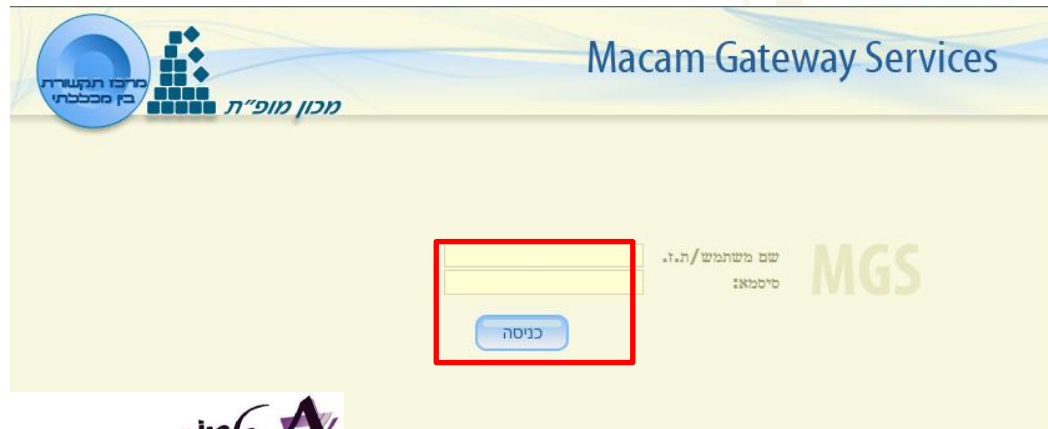 Macam Gateway Services
מרכז תקשורת
בין מכללתי
מכון מופ״ת
שם משתמש/ת.ז.
סיסמא:
MGS
כניסה